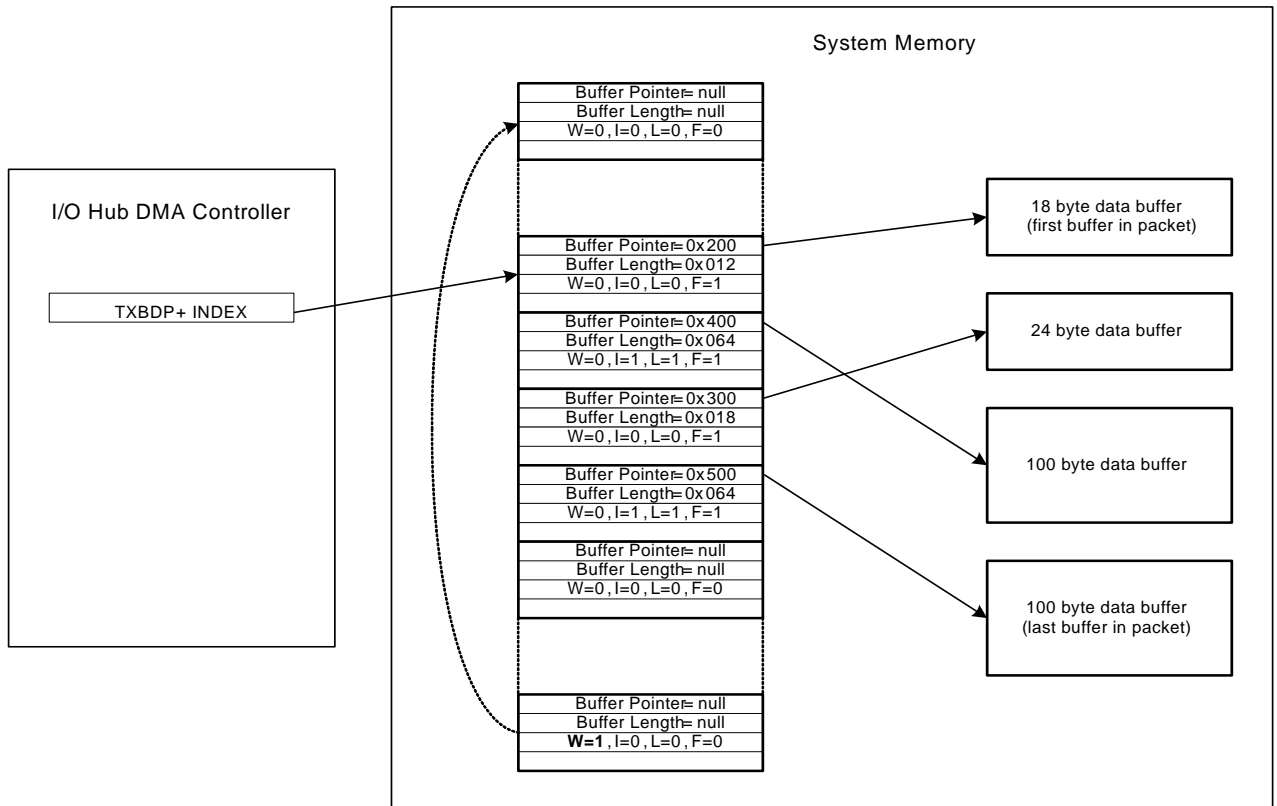 System Memory
I/O Hub DMA Controller
TXBDP+ INDEX
Buffer Pointer= null
Buffer Length= null
W=0, I=0, L=0, F=0
Buffer Pointer=0x200
Buffer Length=0x012
W=0, I=0, L=0, F=1
Buffer Pointer=0x400
Buffer Length=0x064
W=0, I=1, L=1, F=1
Buffer Pointer=0x300
Buffer Length=0x018
W=0, I=0, L=0, F=1
Buffer Pointer=0x500
Buffer Length=0x064
W=0, I=1, L=1, F=1
Buffer Pointer= null
Buffer Length= null
W=0, I=0, L=0, F=0
Buffer Pointer= null
Buffer Length= null
W=1, I=0, L=0, F=0
18 byte data buffer
(first buffer in packet)
24 byte data buffer
100 byte data buffer
100 byte data buffer
(last buffer in packet)